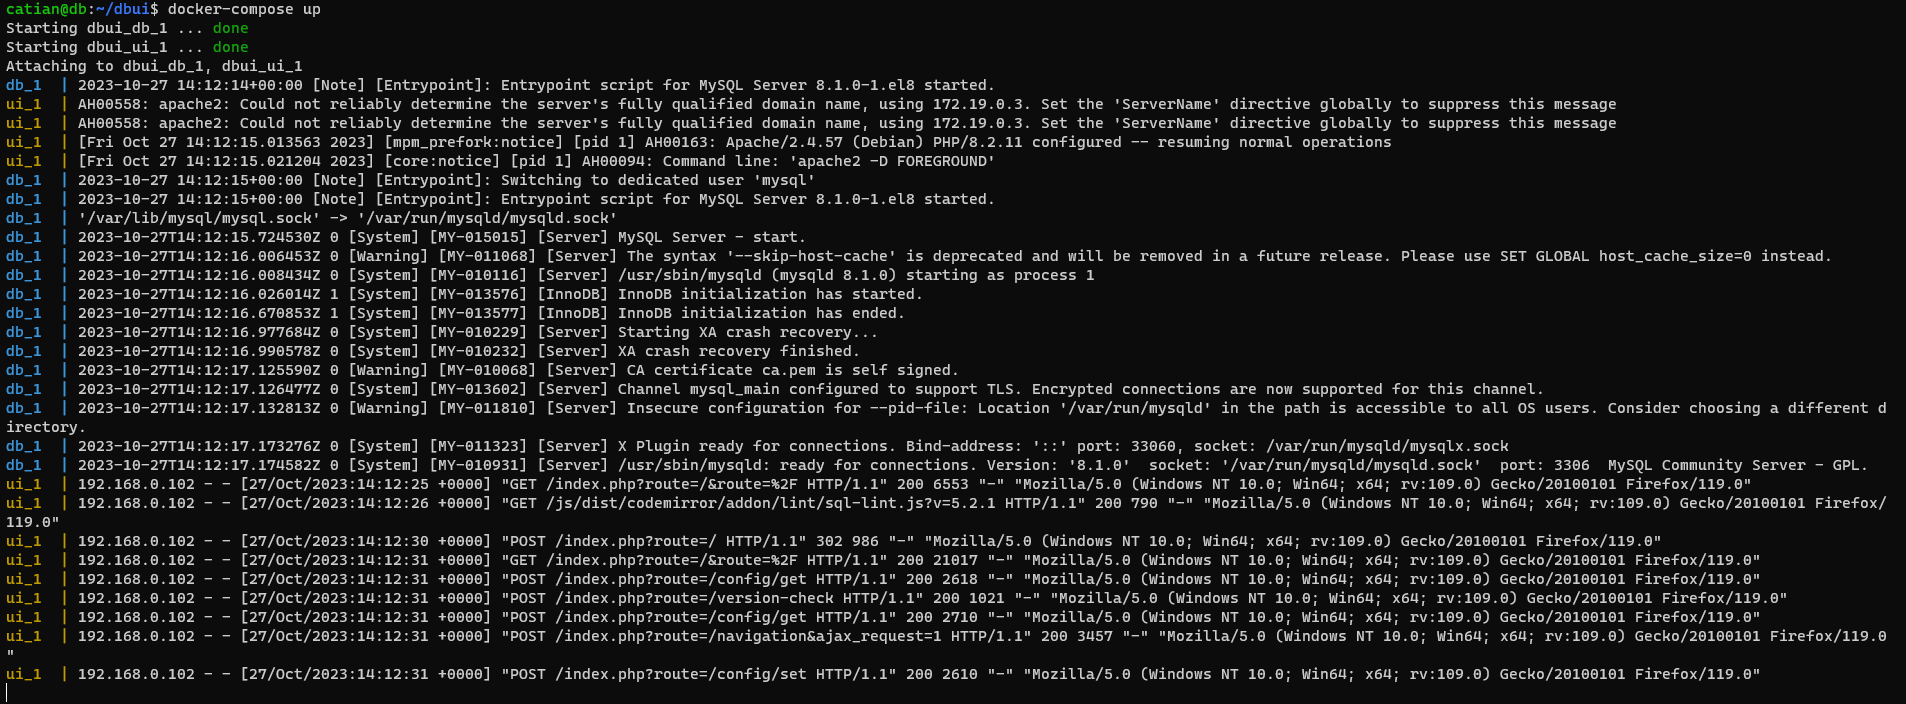 catian@db:~/dbui$ docker-compose up
Starting dbui_db_1 ... done
Starting dbui_ui_1 ... done
Attaching to dbui_db_1, dbui_ui_1
db_1  | 2023-10-27 14:12:14+00:00 [Note] [Entrypoint]: Entrypoint script for MySQL Server 8.1.0-1.el8 started.
ui_1  | AH00558: apache2: Could not reliably determine the server's fully qualified domain name, using 172.19.0.3. Set the 'ServerName' directive globally to suppress this message
ui_1  | AH00558: apache2: Could not reliably determine the server's fully qualified domain name, using 172.19.0.3. Set the 'ServerName' directive globally to suppress this message
ui_1  | [Fri Oct 27 14:12:15.013563 2023] [mpm_prefork:notice] [pid 1] AH00163: Apache/2.4.57 (Debian) PHP/8.2.11 configured -- resuming normal operations
ui_1  | [Fri Oct 27 14:12:15.021204 2023] [core:notice] [pid 1] AH00094: Command line: 'apache2 -D FOREGROUND'
db_1  | 2023-10-27 14:12:15+00:00 [Note] [Entrypoint]: Switching to dedicated user 'mysql'
db_1  | 2023-10-27 14:12:15+00:00 [Note] [Entrypoint]: Entrypoint script for MySQL Server 8.1.0-1.el8 started.
db_1  | '/var/lib/mysql/mysql.sock' -> '/var/run/mysqld/mysqld.sock'
db_1  | 2023-10-27T14:12:15.724530Z 0 [System] [MY-015015] [Server] MySQL Server - start.
db_1  | 2023-10-27T14:12:16.006453Z 0 [Warning] [MY-011068] [Server] The syntax '--skip-host-cache' is deprecated and will be removed in a future release. Please use SET GLOBAL host_cache_size=0 instead.
db_1  | 2023-10-27T14:12:16.008434Z 0 [System] [MY-010116] [Server] /usr/sbin/mysqld (mysqld 8.1.0) starting as process 1
db_1  | 2023-10-27T14:12:16.026014Z 1 [System] [MY-013576] [InnoDB] InnoDB initialization has started.
db_1  | 2023-10-27T14:12:16.670853Z 1 [System] [MY-013577] [InnoDB] InnoDB initialization has ended.
db_1  | 2023-10-27T14:12:16.977684Z 0 [System] [MY-010229] [Server] Starting XA crash recovery...
db_1  | 2023-10-27T14:12:16.990578Z 0 [System] [MY-010232] [Server] XA crash recovery finished.
db_1  | 2023-10-27T14:12:17.125590Z 0 [Warning] [MY-010068] [Server] CA certificate ca.pem is self signed.
db_1  | 2023-10-27T14:12:17.126477Z 0 [System] [MY-013602] [Server] Channel mysql_main configured to support TLS. Encrypted connections are now supported for this channel.
db_1  | 2023-10-27T14:12:17.132813Z 0 [Warning] [MY-011810] [Server] Insecure configuration for --pid-file: Location '/var/run/mysqld' in the path is accessible to all OS users. Consider choosing a different d
irectory.
db_1  | 2023-10-27T14:12:17.173276Z 0 [System] [MY-011323] [Server] X Plugin ready for connections. Bind-address: '::' port: 33060, socket: /var/run/mysqld/mysqlx.sock
db_1  | 2023-10-27T14:12:17.174582Z 0 [System] [MY-010931] [Server] /usr/sbin/mysqld: ready for connections. Version: '8.1.0'  socket: '/var/run/mysqld/mysqld.sock'  port: 3306  MySQL Community Server - GPL.
ui_1  | 192.168.0.102 - - [27/Oct/2023:14:12:25 +0000] "GET /index.php?route=/&route=%2F HTTP/1.1" 200 6553 "-" "Mozilla/5.0 (Windows NT 10.0; Win64; x64; rv:109.0) Gecko/20100101 Firefox/119.0"
ui_1  | 192.168.0.102 - - [27/Oct/2023:14:12:26 +0000] "GET /js/dist/codemirror/addon/lint/sql-lint.js?v=5.2.1 HTTP/1.1" 200 790 "-" "Mozilla/5.0 (Windows NT 10.0; Win64; x64; rv:109.0) Gecko/20100101 Firefox/
119.0"
ui_1  | 192.168.0.102 - - [27/Oct/2023:14:12:30 +0000] "POST /index.php?route=/ HTTP/1.1" 302 986 "-" "Mozilla/5.0 (Windows NT 10.0; Win64; x64; rv:109.0) Gecko/20100101 Firefox/119.0"
ui_1  | 192.168.0.102 - - [27/Oct/2023:14:12:31 +0000] "GET /index.php?route=/&route=%2F HTTP/1.1" 200 21017 "-" "Mozilla/5.0 (Windows NT 10.0; Win64; x64; rv:109.0) Gecko/20100101 Firefox/119.0"
ui_1  | 192.168.0.102 - - [27/Oct/2023:14:12:31 +0000] "POST /index.php?route=/config/get HTTP/1.1" 200 2618 "-" "Mozilla/5.0 (Windows NT 10.0; Win64; x64; rv:109.0) Gecko/20100101 Firefox/119.0"
ui_1  | 192.168.0.102 - - [27/Oct/2023:14:12:31 +0000] "POST /index.php?route=/version-check HTTP/1.1" 200 1021 "-" "Mozilla/5.0 (Windows NT 10.0; Win64; x64; rv:109.0) Gecko/20100101 Firefox/119.0"
ui_1  | 192.168.0.102 - - [27/Oct/2023:14:12:31 +0000] "POST /index.php?route=/config/get HTTP/1.1" 200 2710 "-" "Mozilla/5.0 (Windows NT 10.0; Win64; x64; rv:109.0) Gecko/20100101 Firefox/119.0"
ui_1  | 192.168.0.102 - - [27/Oct/2023:14:12:31 +0000] "POST /index.php?route=/navigation&ajax_request=1 HTTP/1.1" 200 3457 "-" "Mozilla/5.0 (Windows NT 10.0; Win64; x64; rv:109.0) Gecko/20100101 Firefox/119.0
"
ui_1  | 192.168.0.102 - - [27/Oct/2023:14:12:31 +0000] "POST /index.php?route=/config/set HTTP/1.1" 200 2610 "-" "Mozilla/5.0 (Windows NT 10.0; Win64; x64; rv:109.0) Gecko/20100101 Firefox/119.0"